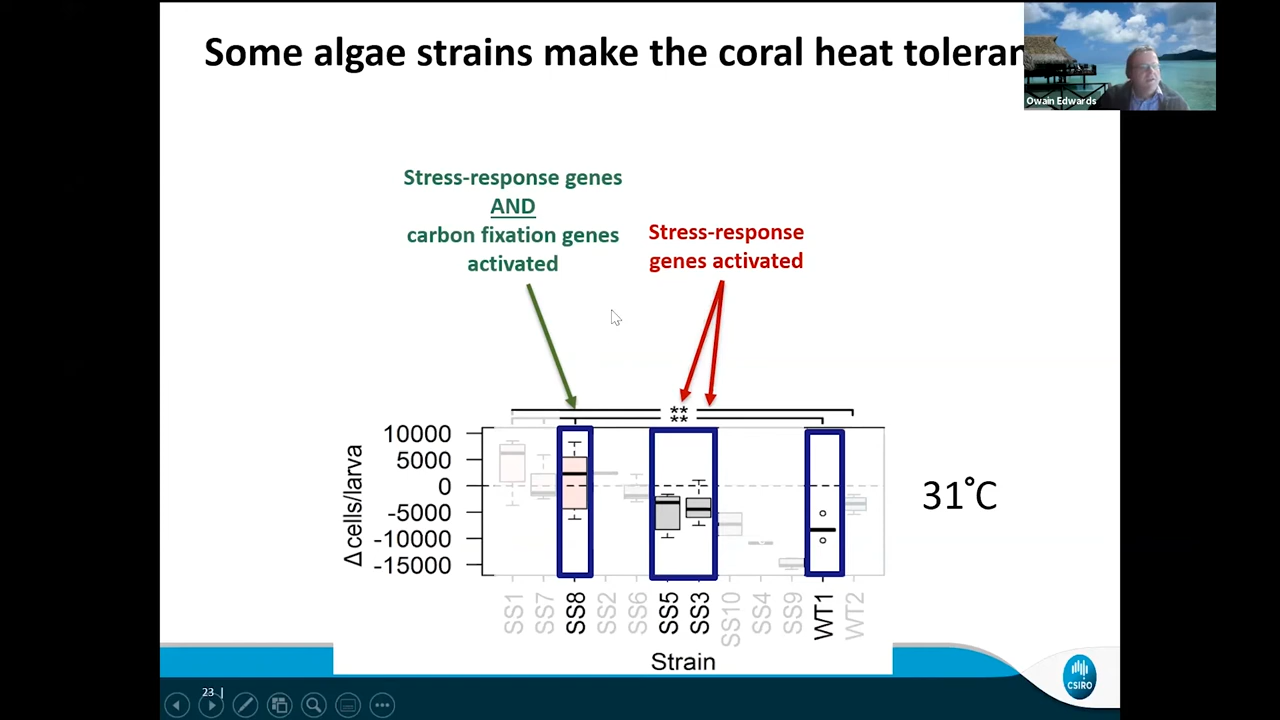 Some algae strains make the coral heat toleran
Owain Edwards
Stress-response genes
AND
carbon fixation genes
activated
Stress-response
genes activated
**
**
10000
5000
0
-5000
-10000
-15000
Δ cells/larva
31˚C
SS1
SS7
SS8
SS2
SS6
SS5
SS3
SS10
SS4
SS9
WT1
WT2
Strain
23 |
CSIRO